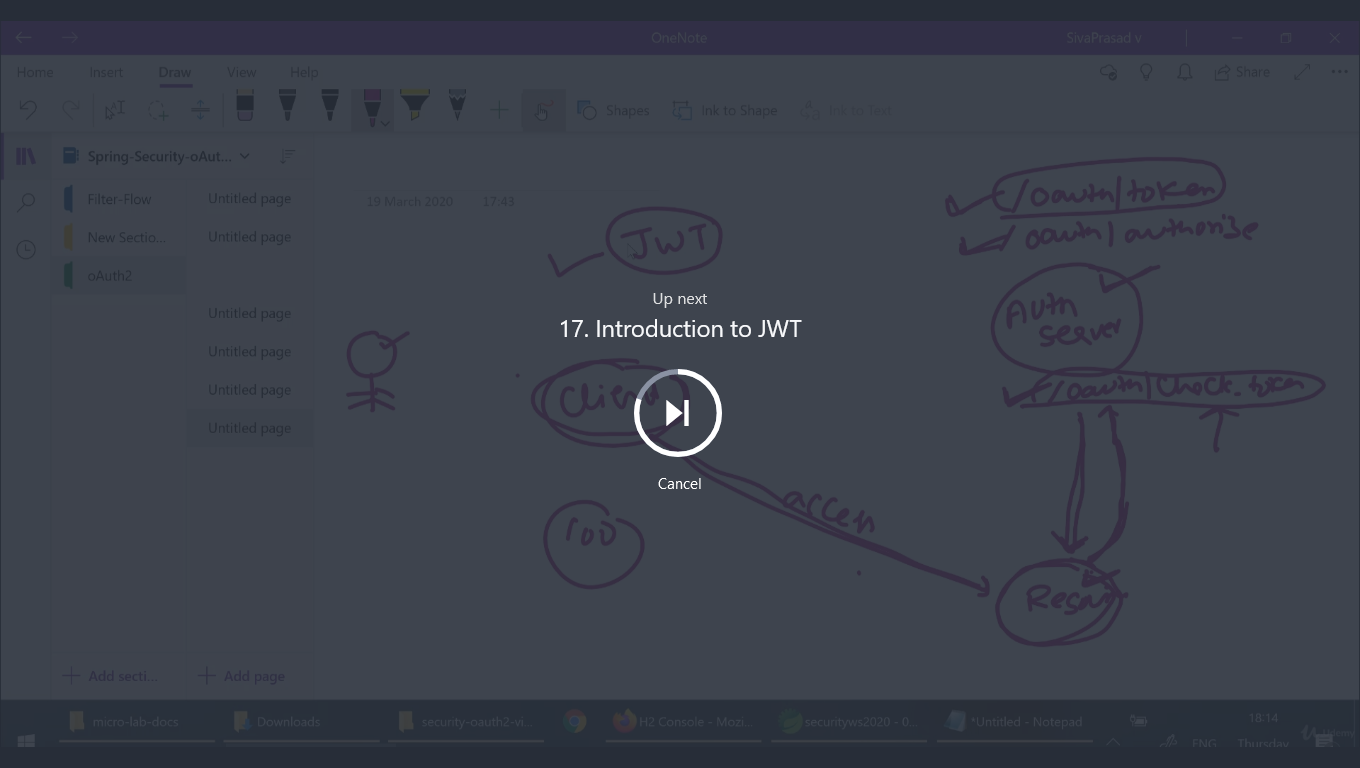 OneNote
SivaPrasad v
Home
Insert
Draw
View
Help
Share
Shapes
Ink to Shape
Ink to Text
Spring-Security-oAut...
Filter-Flow
Untitled page
New Sectio...
Untitled page
oAuth2
Untitled page
Untitled page
Untitled page
Untitled page
19 March 2020
17:43
/oauth/token
oauth/authorize
JWT
Up next
17. Introduction to JWT
Auth
server
/oauth/check_token
Client
Cancel
100
Add secti...
Add page
micro-lab-docs
Downloads
security-oauth2-vi...
H2 Console - Mozi...
securityws2020 - 0...
*Untitled - Notepad
18:14
ENG
Thursday
Udemy